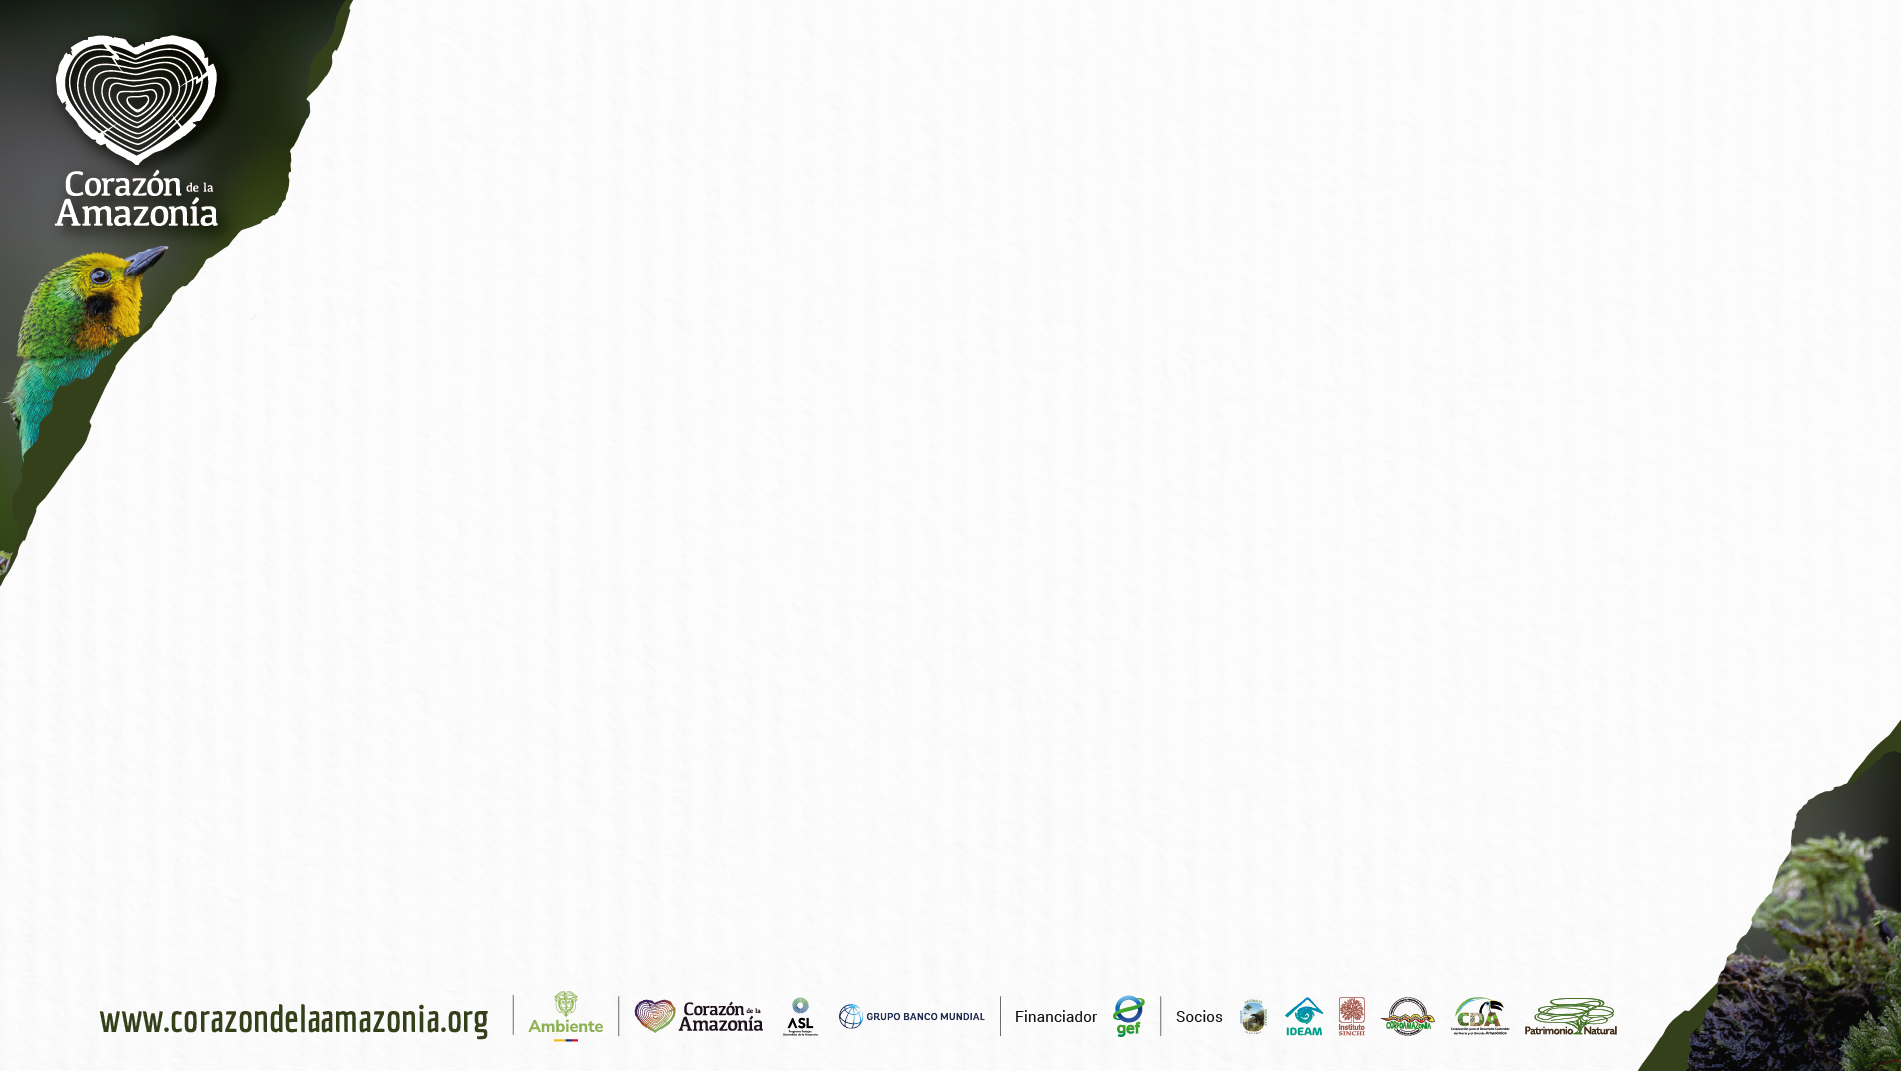 Corazón de la
Amazonía
www.corazondelaamazonia.org
Ambiente
Corazón de la
Amazonía
ASL
GRUPO BANCO MUNDIAL
Financiador
gef
Socios
IDEAM
Instituto
SINCHI
CORPOAMAZONIA
CDA
Patrimonio Natural